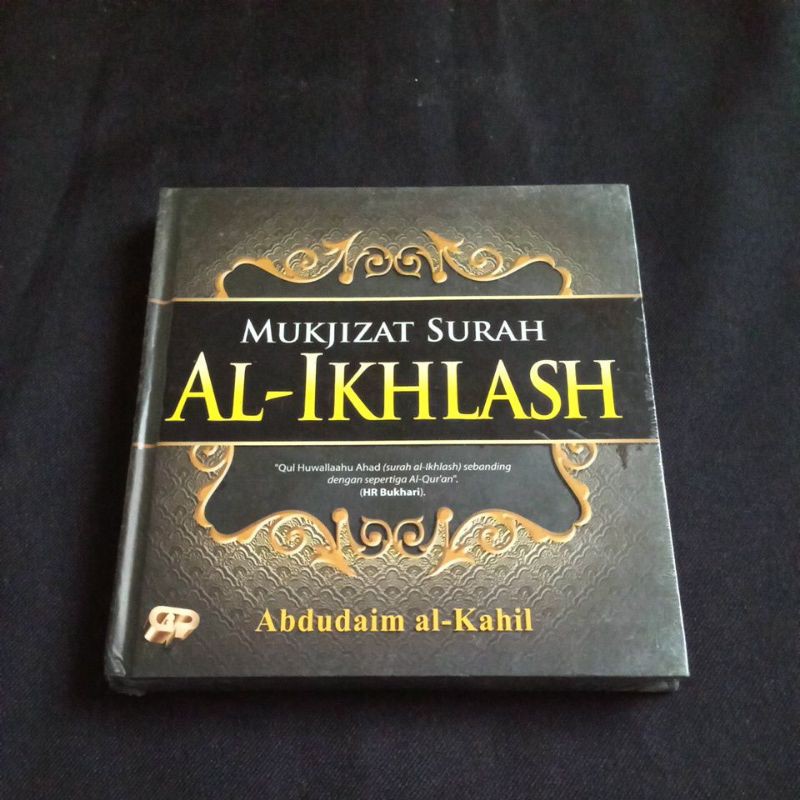 MUKJIZAT SURAH
AL-IKHLASH
"Qul Huwallaahu Ahad (surah al-Ikhlash) sebanding
dengan sepertiga Al-Qur'an".
(HR Bukhari).
Abdudaim al-Kahil